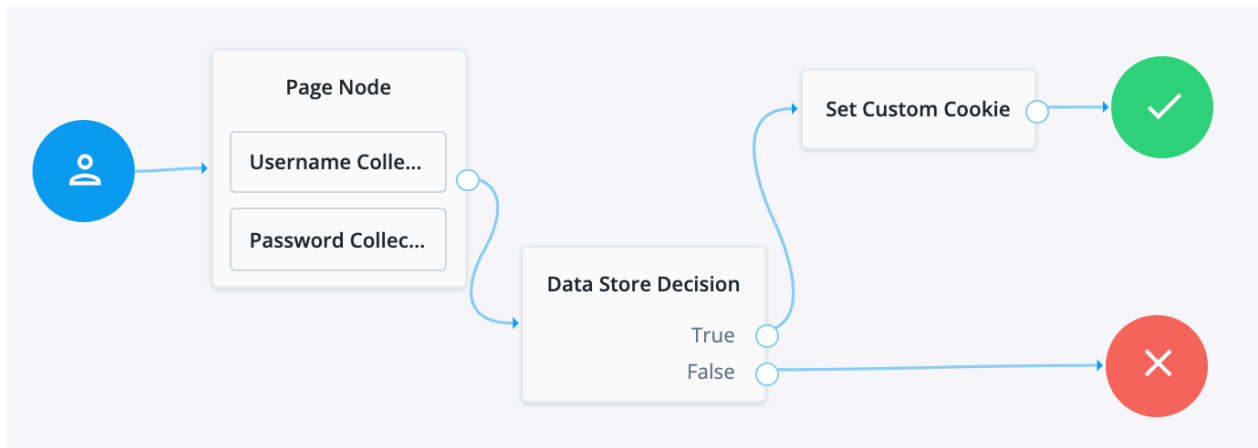 Page Node
Username Colle...
Password Collec...
Data Store Decision
True
False
Set Custom Cookie